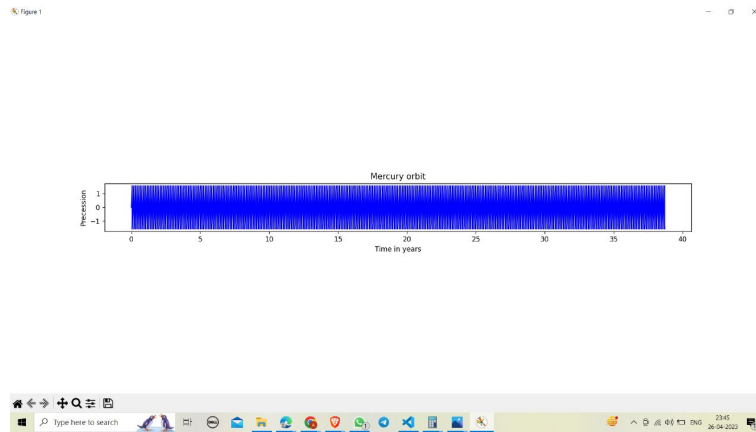 Figure 1
Mercury orbit
Precession
1
0
−1
0 5 10 15 20 25 30 35 40
Time in years
Type here to search
DELL
ENG
23:45
26-04-2023